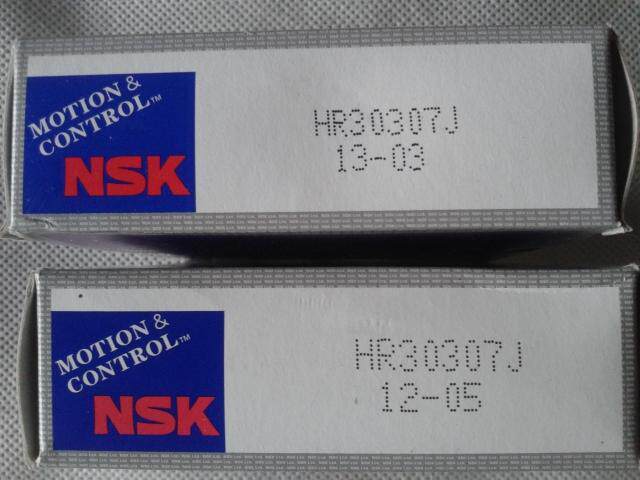 MOTION &
CONTROL™
NSK
HR30307J
13-03
MOTION &
CONTROL™
NSK
HR30307J
12-05